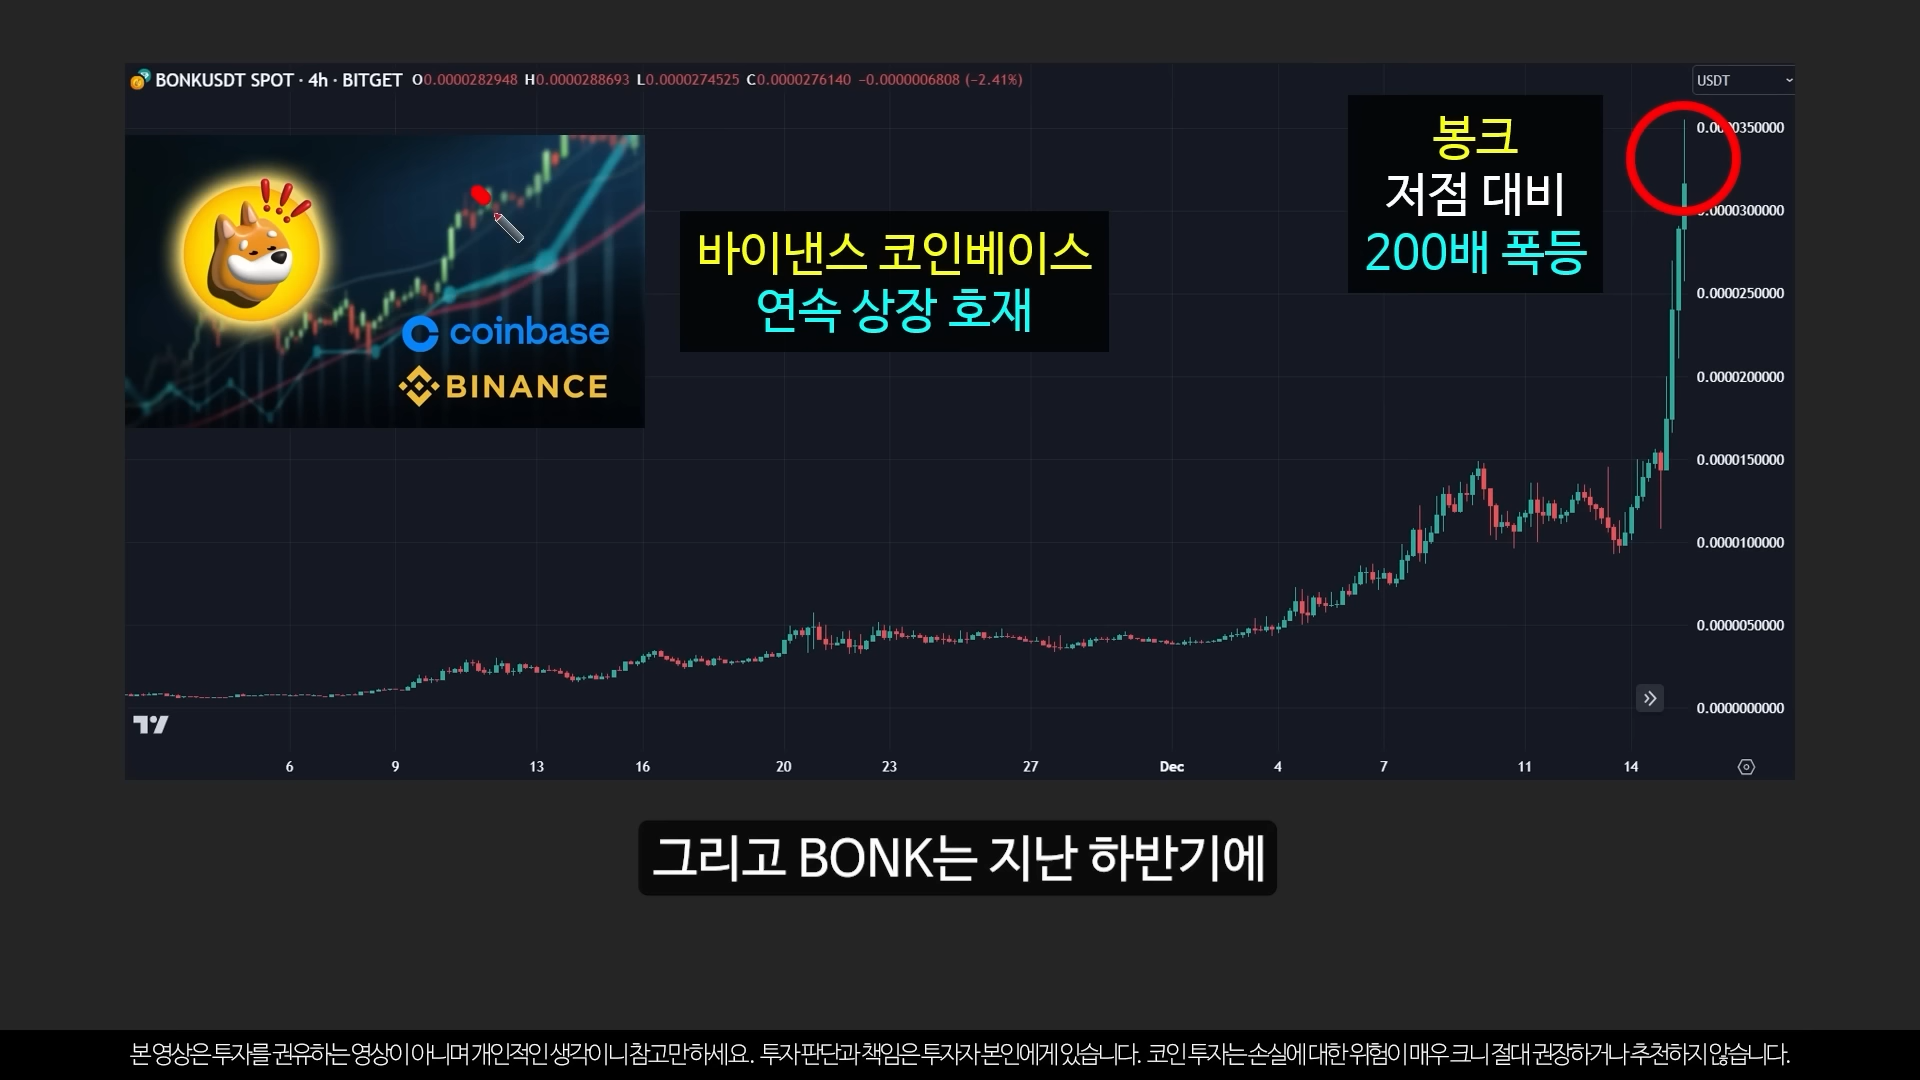 BONKUSDT SPOT · 4h · BITGET O0.0000282948 H0.0000288693 L0.0000274525 C0.0000276140 −0.0000006808 (−2.41%)
USDT
봉크
저점 대비
200배 폭등
바이낸스 코인베이스
연속 상장 호재
coinbase
BINANCE
0.0000350000
0.0000300000
0.0000250000
0.0000200000
0.0000150000
0.0000100000
0.0000050000
0.0000000000
6 9 13 16 20 23 27 Dec 4 7 11 14
그리고 BONK는 지난 하반기에
본 영상은 투자를 권유하는 영상이 아니며 개인적인 생각이니 참고만 하세요. 투자 판단과 책임은 투자자 본인에게 있습니다. 코인 투자는 손실에 대한 위험이 매우 크니 절대 권장하거나 추천하지 않습니다.